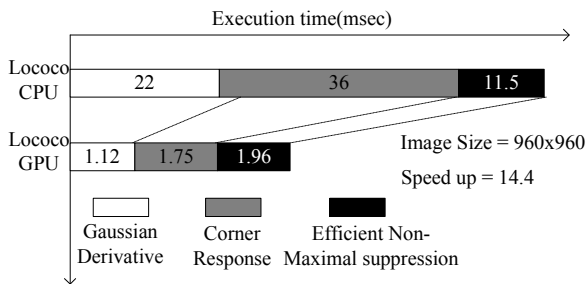 Execution time(msec)
Lococo
CPU
22
36
11.5
Lococo
GPU
1.12
1.75
1.96
Image Size = 960x960
Speed up = 14.4
Gaussian
Derivative
Corner
Response
Efficient Non-
Maximal suppression